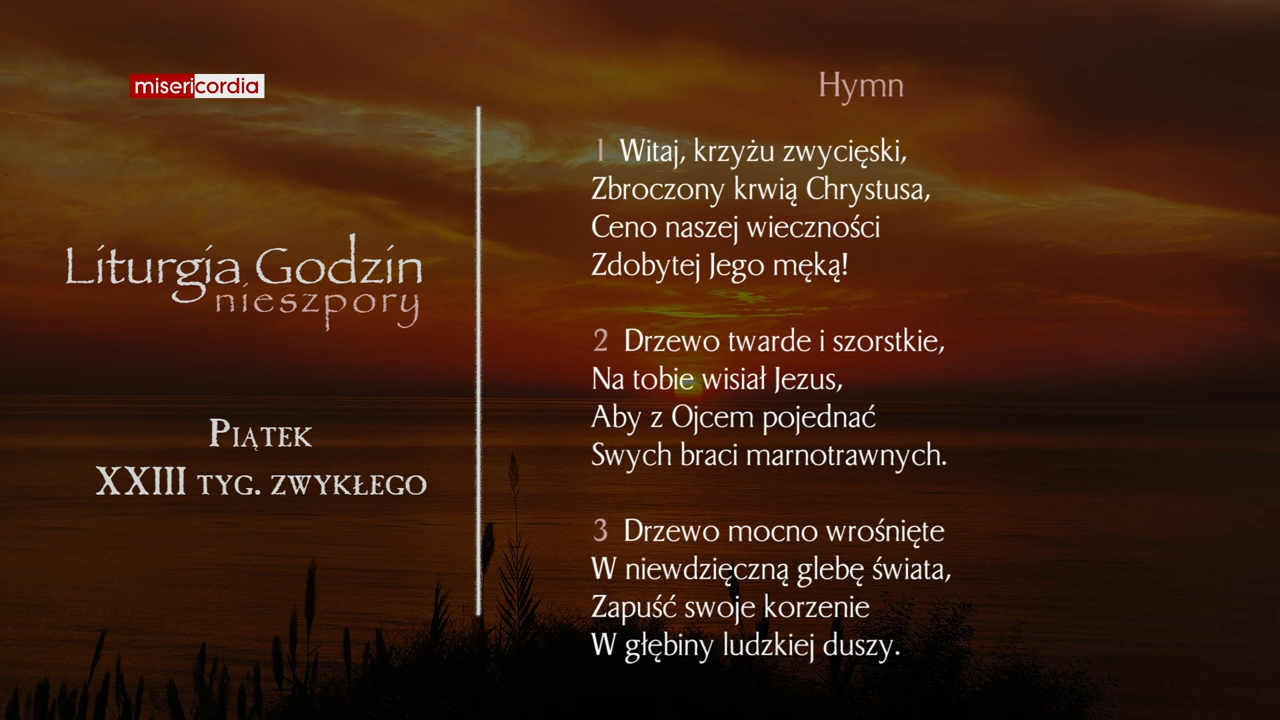 misericordia
Liturgia Godzin
nieszpory
Piątek
XXIII tyg. zwykłego
Hymn
1 Witaj, krzyżu zwycięski,
Zbroczony krwią Chrystusa,
Ceno naszej wieczności
Zdobytej Jego męką!
2 Drzewo twarde i szorstkie,
Na tobie wisiał Jezus,
Aby z Ojcem pojednać
Swych braci marnotrawnych.
3 Drzewo mocno wrośnięte
W niewdzięczną glebę świata,
Zapuść swoje korzenie
W głębiny ludzkiej duszy.